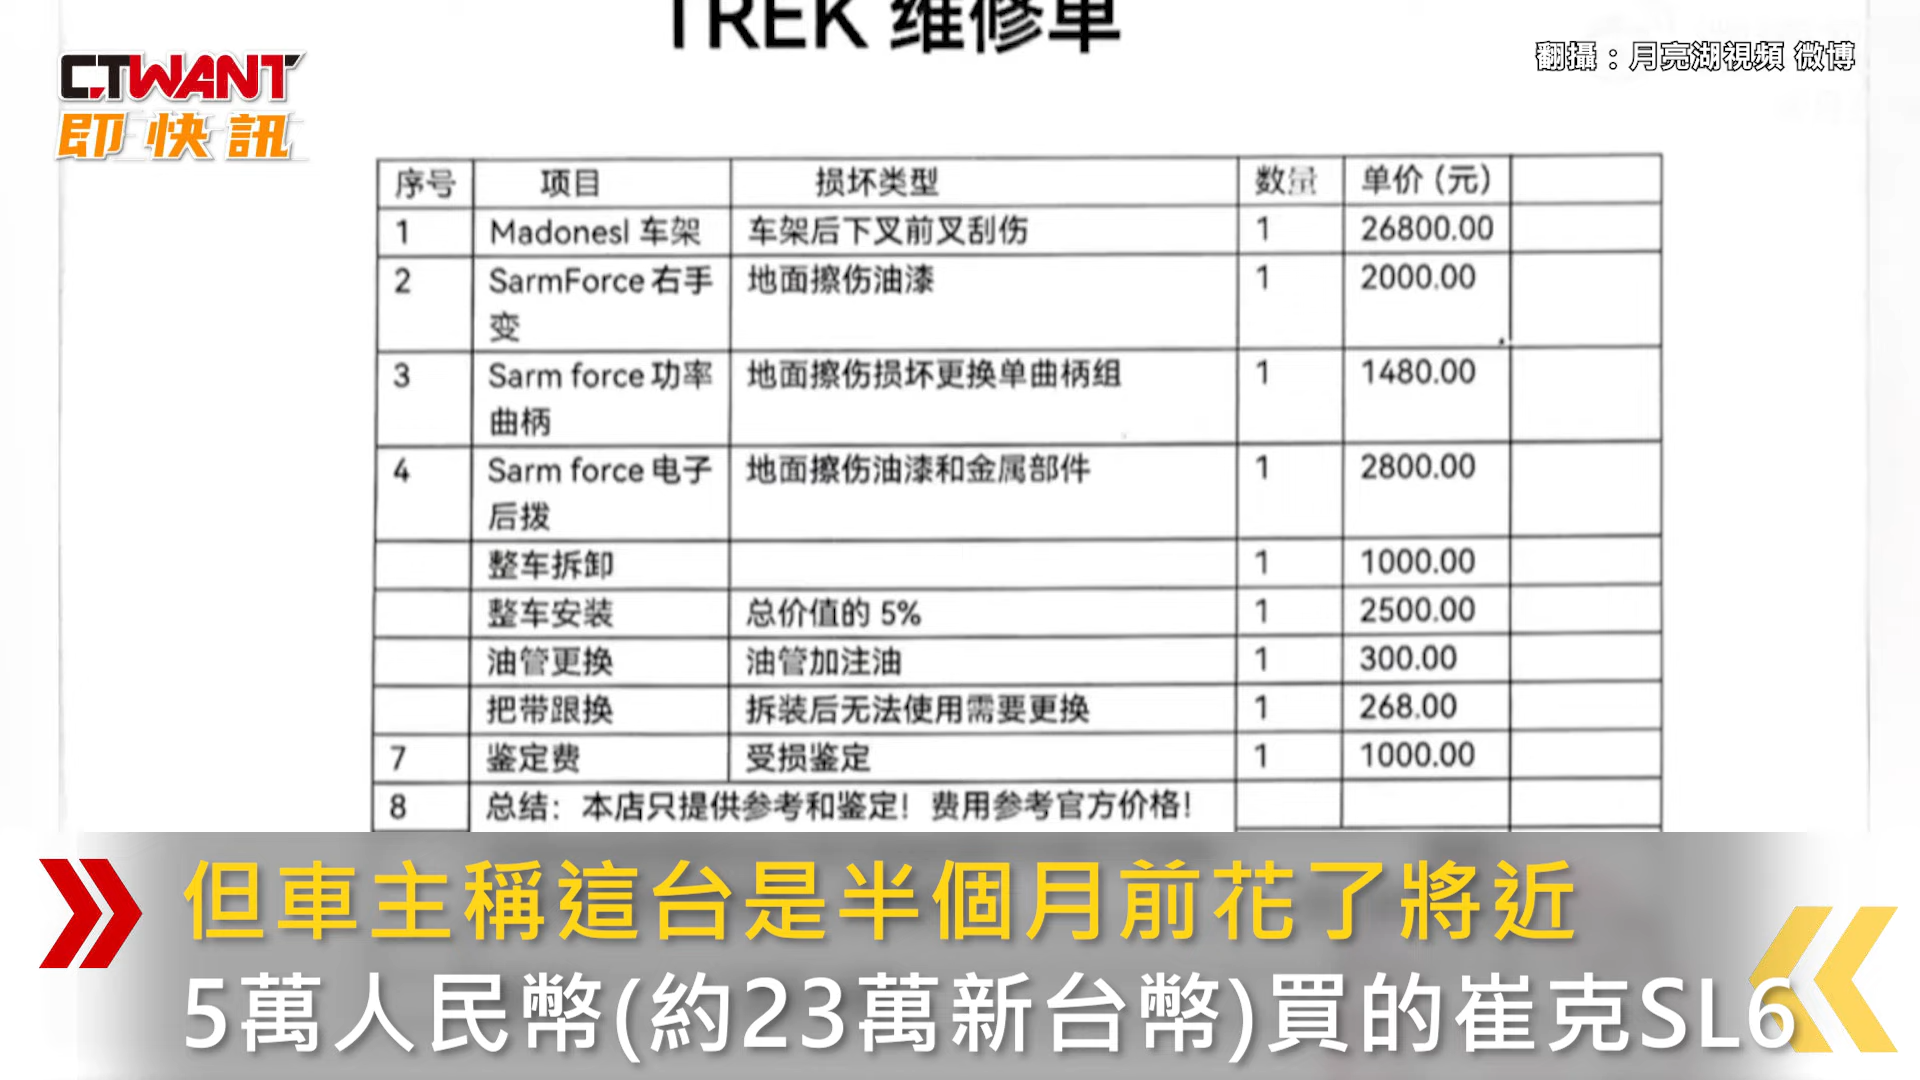 TREK 维修单
翻攝：月亮湖視頻 微博
CTWANT
即快訊
序号 项目 损坏类型 数量 单价 (元)
1 Madonesl 车架 车架后下叉前叉刮伤 1 26800.00
2 SarmForce 右手 地面擦伤油漆 1 2000.00
变
3 Sarm force 功率 地面擦伤损坏更换单曲柄组 1 1480.00
曲柄
4 Sarm force 电子 地面擦伤油漆和金属部件 1 2800.00
后拨
整车拆卸 1 1000.00
整车安装 总价值的 5% 1 2500.00
油管更换 油管加注油 1 300.00
把带跟换 拆装后无法使用需要更换 1 268.00
7 鉴定费 受损鉴定 1 1000.00
8 总结：本店只提供参考和鉴定！费用参考官方价格！
但車主稱這台是半個月前花了將近
5萬人民幣(約23萬新台幣)買的崔克SL6